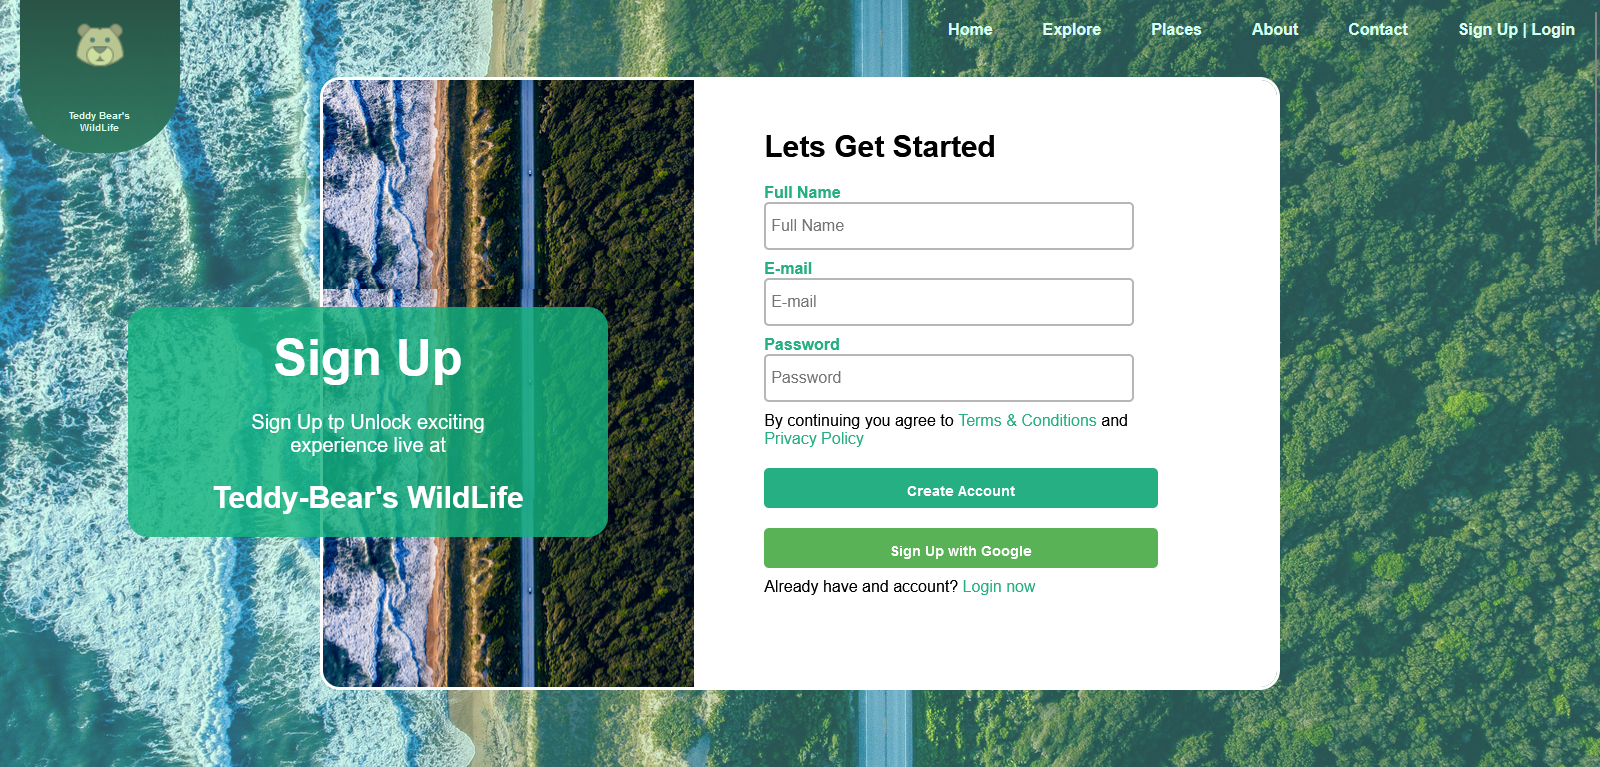 Home Explore Places About Contact Sign Up | Login
Teddy Bear's
WildLife
Sign Up
Sign Up tp Unlock exciting
experience live at
Teddy-Bear's WildLife
Lets Get Started
Full Name
Full Name
E-mail
E-mail
Password
Password
By continuing you agree to Terms & Conditions and
Privacy Policy
Create Account
Sign Up with Google
Already have and account? Login now